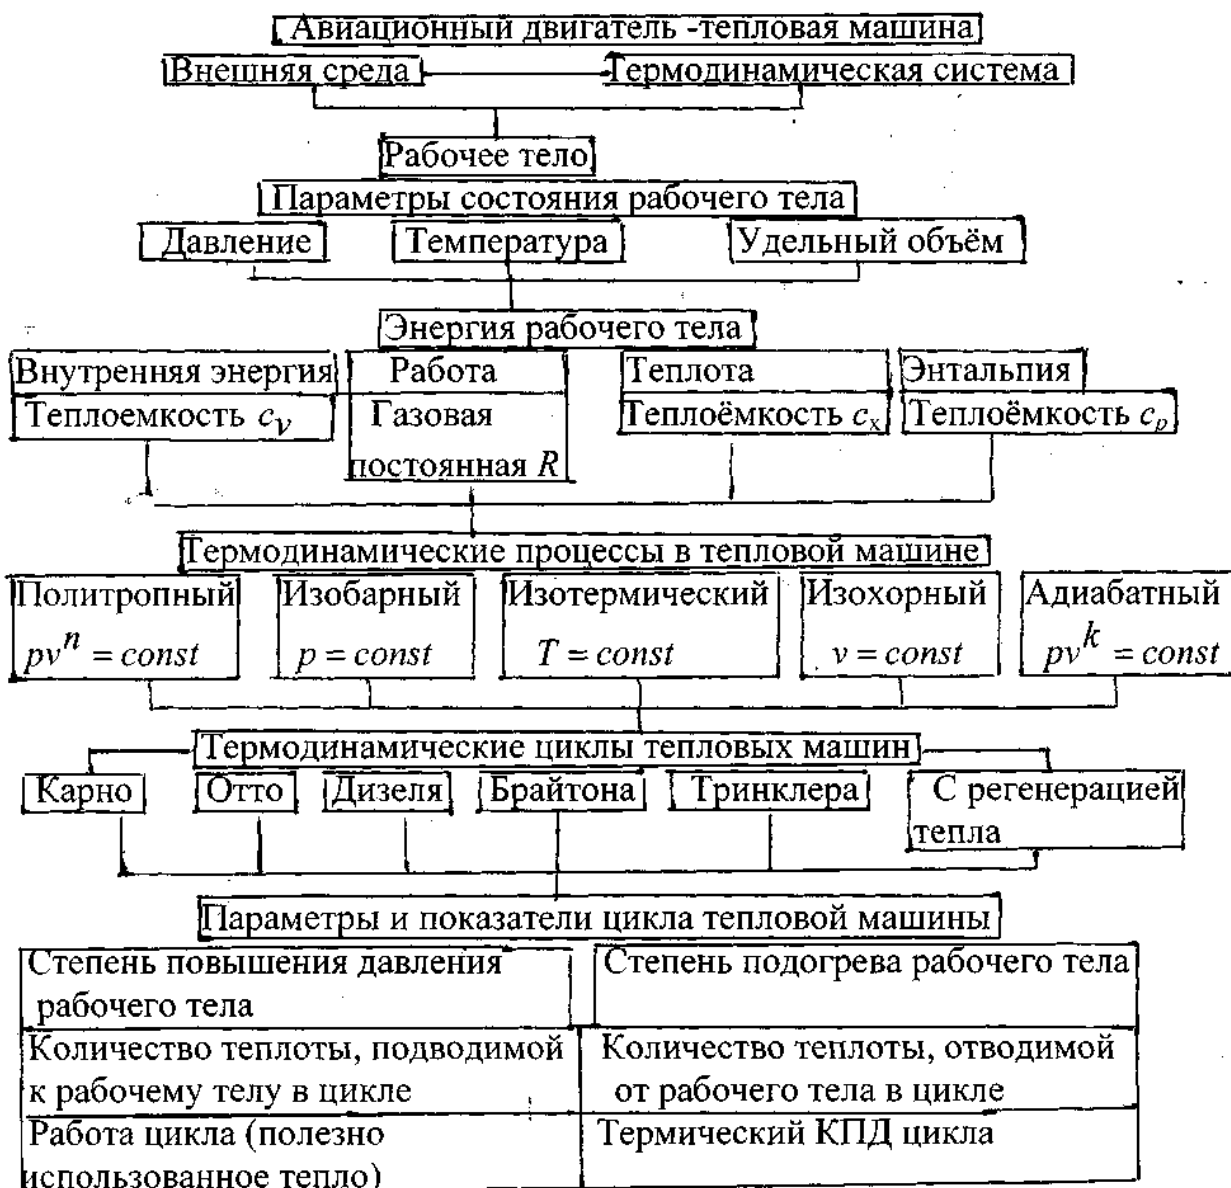 Авиационный двигатель -тепловая машина
Внешняя среда Термодинамическая система
Рабочее тело
Параметры состояния рабочего тела
Давление Температура Удельный объём
Энергия рабочего тела
Внутренняя энергия Работа Теплота Энтальпия
Теплоемкость cV Газовая Теплоёмкость cх Теплоёмкость cp
постоянная R
Термодинамические процессы в тепловой машине
Политропный Изобарный Изотермический Изохорный Адиабатный
pv^n = const p = const T = const v = const pv^k = const
Термодинамические циклы тепловых машин
Карно Отто Дизеля Брайтона Тринклера С регенерацией
тепла
Параметры и показатели цикла тепловой машины
Степень повышения давления
рабочего тела
Степень подогрева рабочего тела
Количество теплоты, подводимой
к рабочему телу в цикле
Количество теплоты, отводимой
от рабочего тела в цикле
Работа цикла (полезно
использованное тепло)
Термический КПД цикла